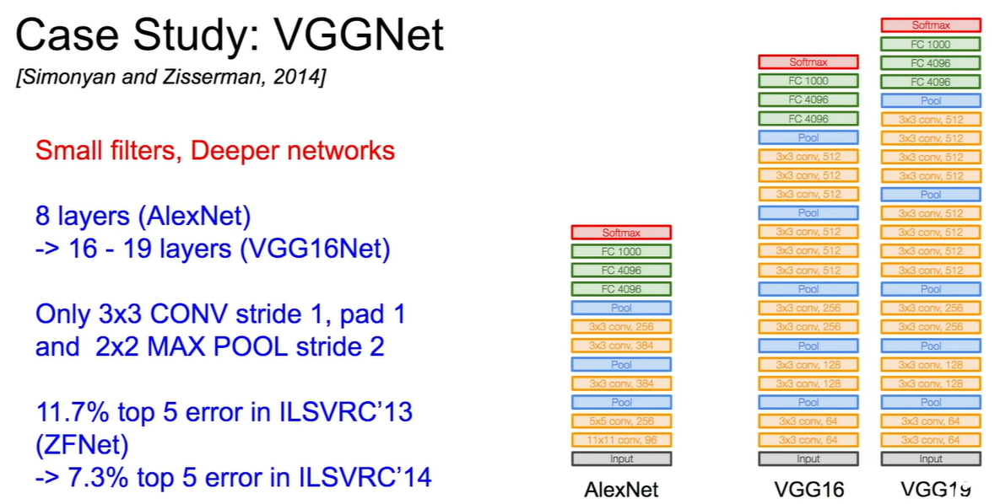 Case Study: VGGNet
[Simonyan and Zisserman, 2014]
Small filters, Deeper networks
8 layers (AlexNet)
-> 16 - 19 layers (VGG16Net)
Only 3x3 CONV stride 1, pad 1
and 2x2 MAX POOL stride 2
11.7% top 5 error in ILSVRC'13
(ZFNet)
-> 7.3% top 5 error in ILSVRC'14
Softmax
FC 1000
FC 4096
FC 4096
Pool
3x3 conv, 256
3x3 conv, 384
Pool
3x3 conv, 384
Pool
5x5 conv, 256
11x11 conv, 96
Input
AlexNet
Softmax
FC 1000
FC 4096
FC 4096
Pool
3x3 conv, 512
3x3 conv, 512
3x3 conv, 512
Pool
3x3 conv, 512
3x3 conv, 512
3x3 conv, 512
Pool
3x3 conv, 256
3x3 conv, 256
Pool
3x3 conv, 128
3x3 conv, 128
Pool
3x3 conv, 64
3x3 conv, 64
Input
VGG16
Softmax
FC 1000
FC 4096
FC 4096
Pool
3x3 conv, 512
3x3 conv, 512
3x3 conv, 512
3x3 conv, 512
Pool
3x3 conv, 512
3x3 conv, 512
3x3 conv, 512
3x3 conv, 512
Pool
3x3 conv, 256
3x3 conv, 256
Pool
3x3 conv, 128
3x3 conv, 128
Pool
3x3 conv, 64
3x3 conv, 64
Input
VGG19